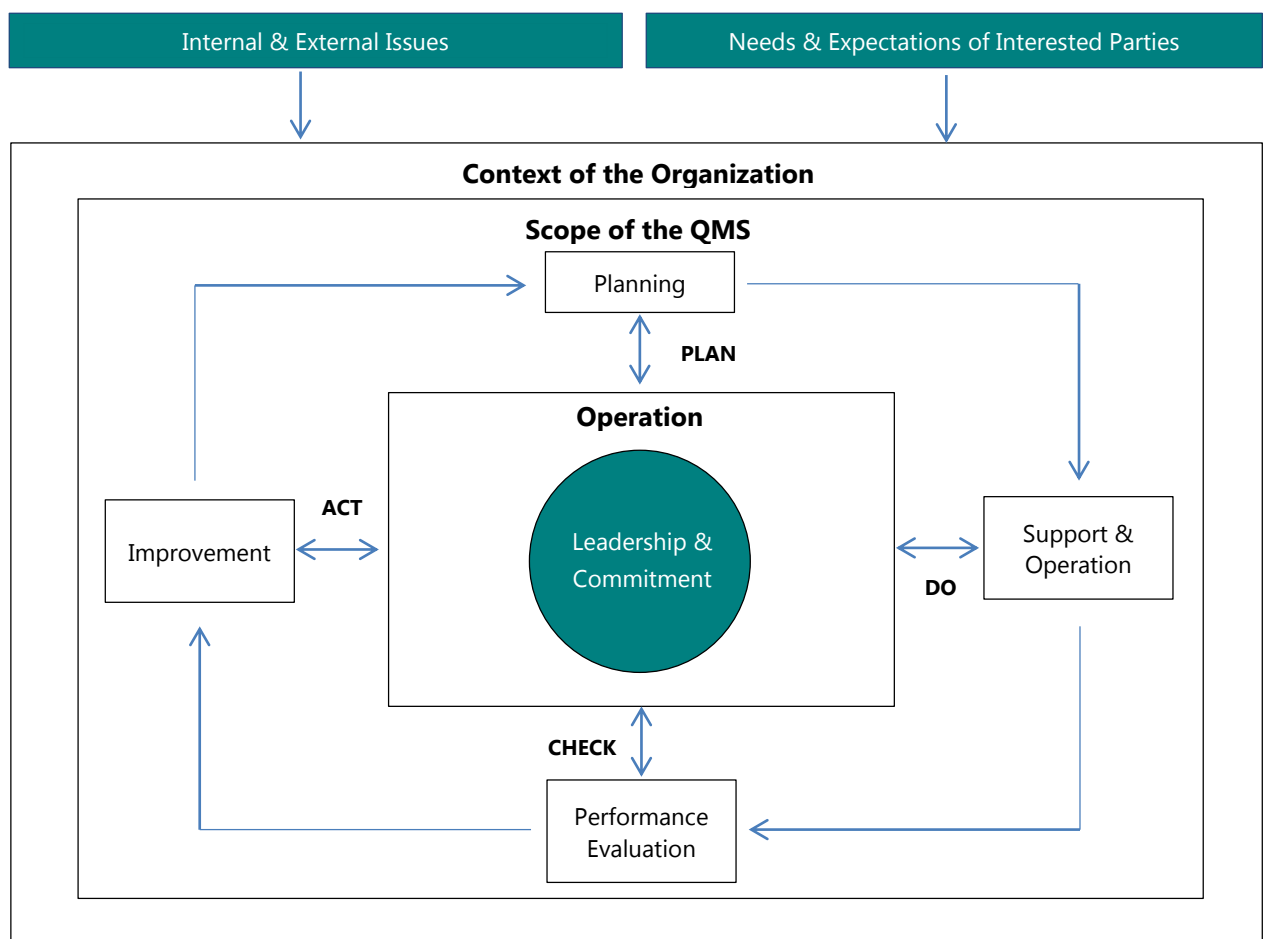 Internal & External Issues
Needs & Expectations of Interested Parties
Context of the Organization
Scope of the QMS
Planning
PLAN
Operation
ACT
Improvement
Leadership &
Commitment
Support &
Operation
DO
CHECK
Performance
Evaluation